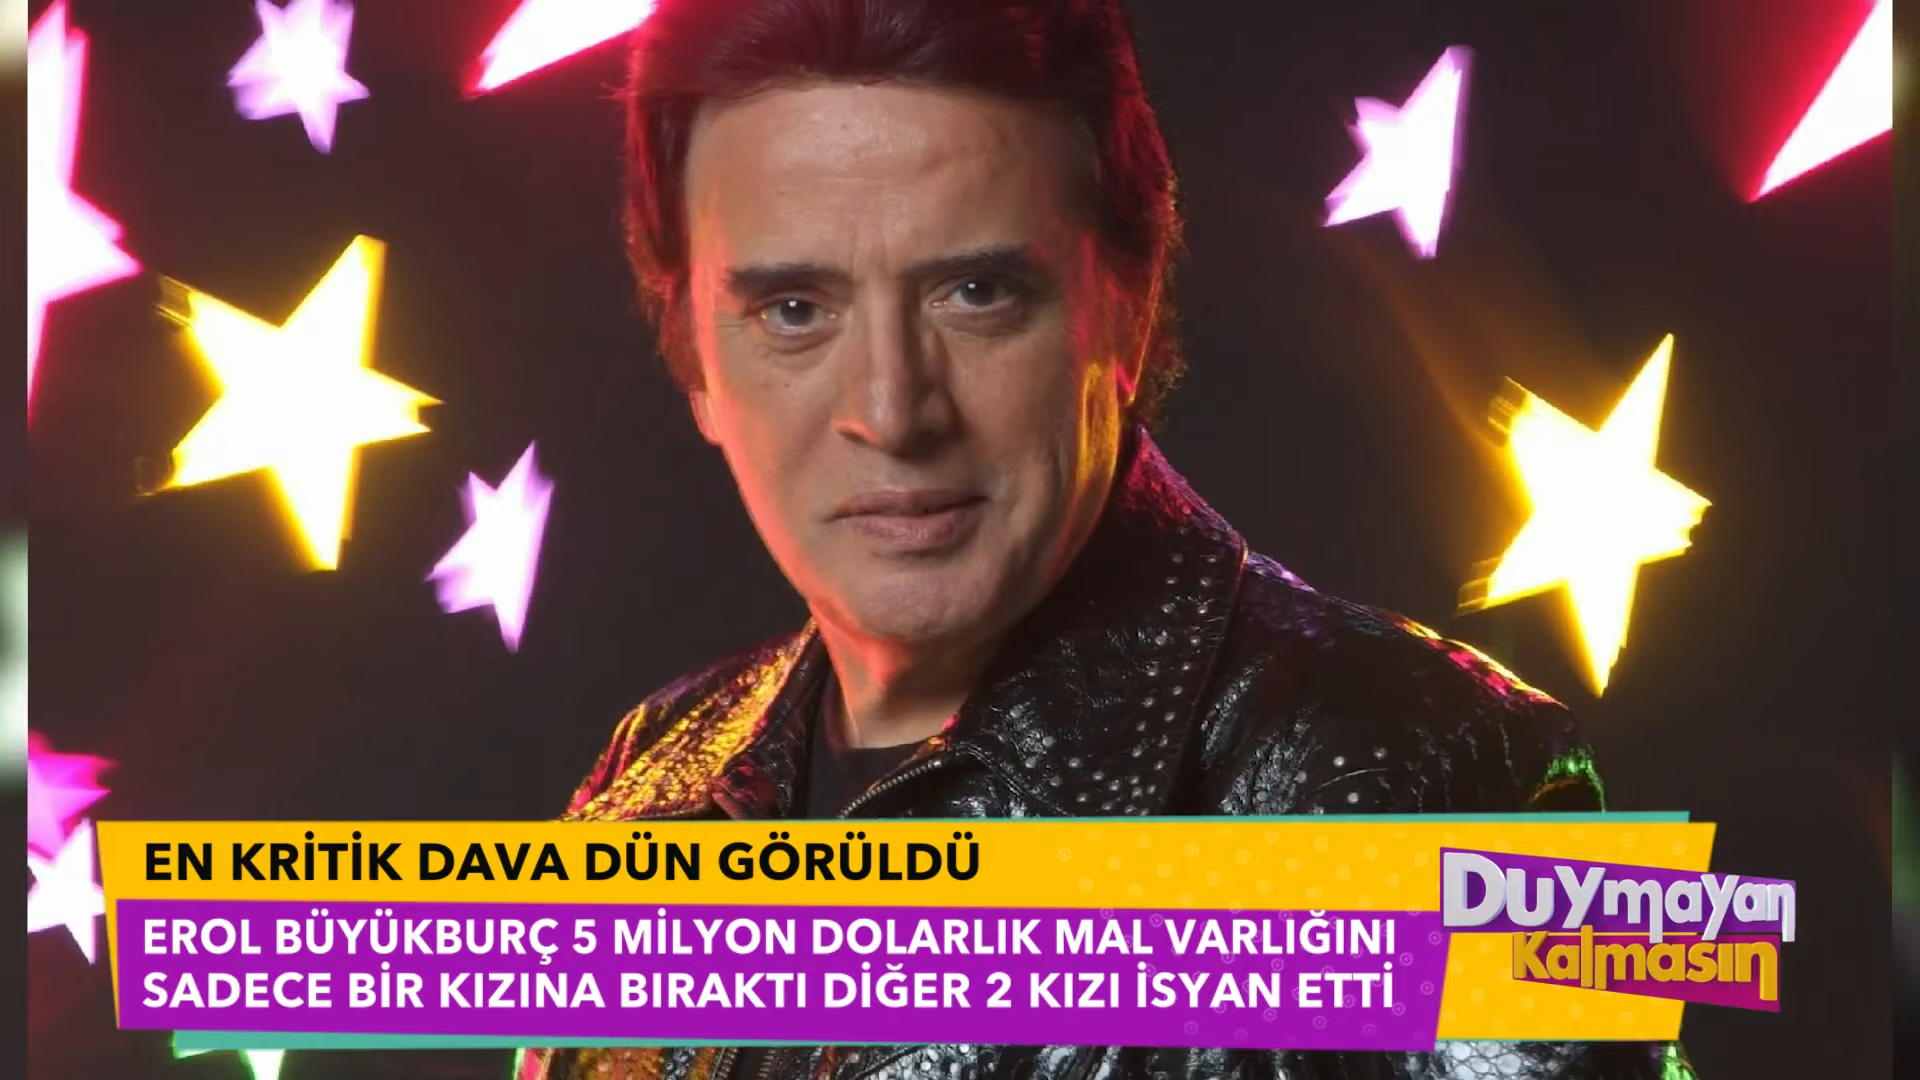 EN KRİTİK DAVA DÜN GÖRÜLDÜ
EROL BÜYÜKBURÇ 5 MİLYON DOLARLIK MAL VARLIĞINI
SADECE BİR KIZINA BIRAKTI DİĞER 2 KIZI İSYAN ETTİ
Duymayan
Kalmasın